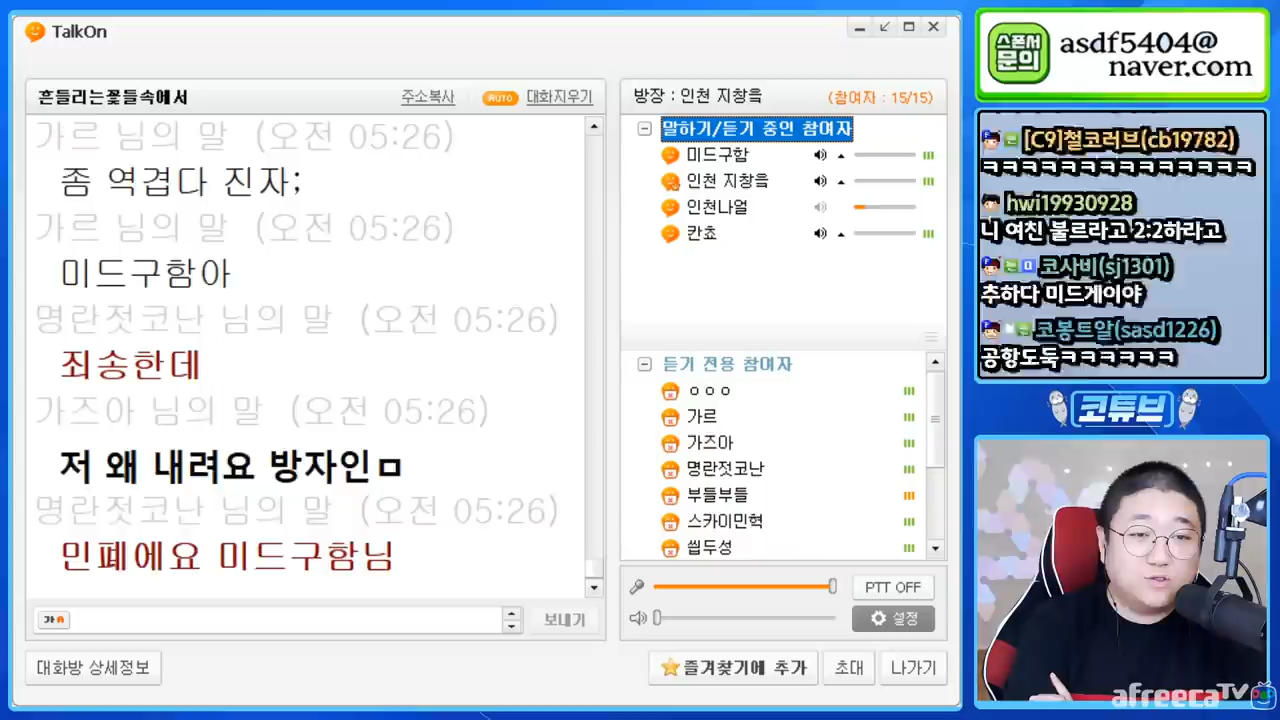 TalkOn
흔들리는꽃들속에서
주소복사
AUTO
대화지우기
가르 님의 말 (오전 05:26)
좀 역겹다 진자;
가르 님의 말 (오전 05:26)
미드구함아
명란젓코난 님의 말 (오전 05:26)
죄송한데
가즈아 님의 말 (오전 05:26)
저 왜 내려요 방자인ㅁ
명란젓코난 님의 말 (오전 05:26)
민폐에요 미드구함님
보내기
대화방 상세정보
방장 : 인천 지창욱
(참여자 : 15/15)
말하기/듣기 중인 참여자
미드구함
인천 지창욱
인천나얼
칸쵸
듣기 전용 참여자
ㅇㅇㅇ
가르
가즈아
명란젓코난
부들부들
스카이민혁
씹두성
PTT OFF
설정
즐겨찾기에 추가
초대
나가기
스폰서
문의
asdf5404@
naver.com
[C9]철코러브(cb19782)
ㅋㅋㅋㅋㅋㅋㅋㅋㅋㅋㅋㅋㅋㅋㅋ
hwi19930928
니 여친 불르라고 2:2하라고
코사비(sj1301)
추하다 미드게이야
코봉트알(sasd1226)
공항도둑ㅋㅋㅋㅋㅋㅋ
코튜브
afreecaTV